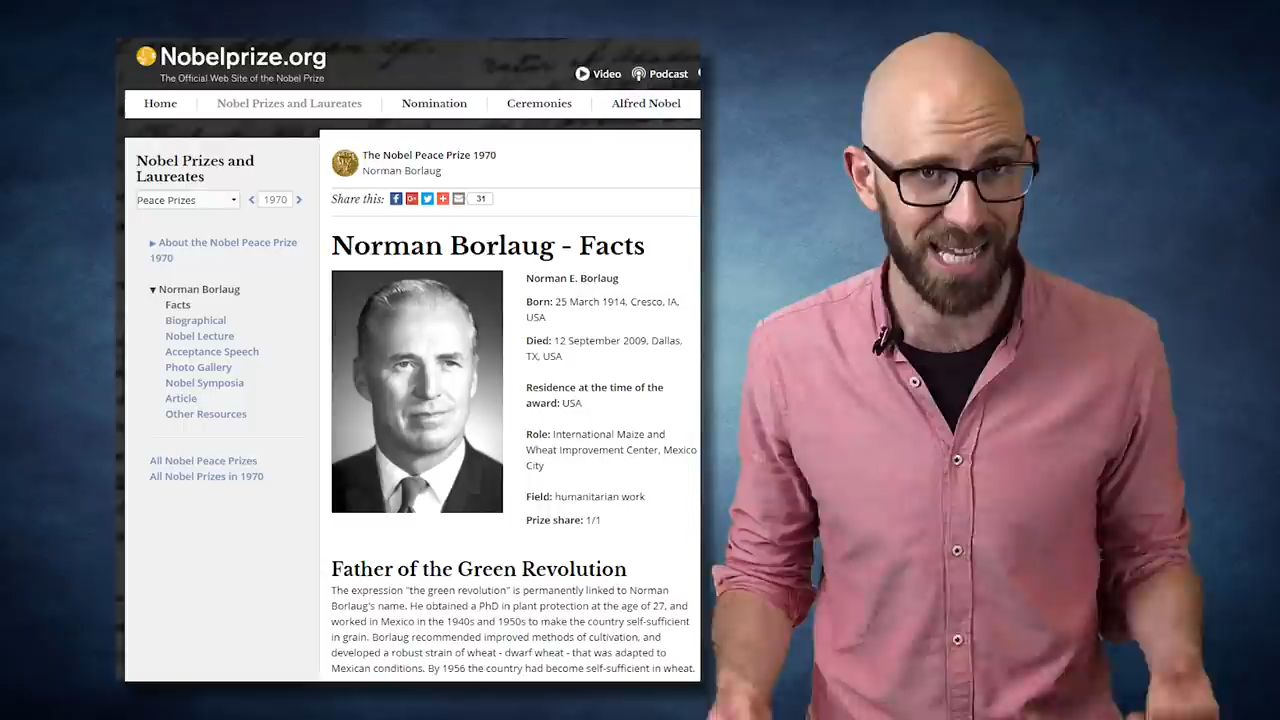 Nobelprize.org
The Official Web Site of the Nobel Prize
Video Podcast
Home Nobel Prizes and Laureates Nomination Ceremonies Alfred Nobel
Nobel Prizes and
Laureates
Peace Prizes 1970
About the Nobel Peace Prize
1970
Norman Borlaug
Facts
Biographical
Nobel Lecture
Acceptance Speech
Photo Gallery
Nobel Symposia
Article
Other Resources
All Nobel Peace Prizes
All Nobel Prizes in 1970
The Nobel Peace Prize 1970
Norman Borlaug
Share this: 31
Norman Borlaug - Facts
Norman E. Borlaug
Born: 25 March 1914, Cresco, IA,
USA
Died: 12 September 2009, Dallas,
TX, USA
Residence at the time of the
award: USA
Role: International Maize and
Wheat Improvement Center, Mexico
City
Field: humanitarian work
Prize share: 1/1
Father of the Green Revolution
The expression "the green revolution" is permanently linked to Norman
Borlaug's name. He obtained a PhD in plant protection at the age of 27, and
worked in Mexico in the 1940s and 1950s to make the country self-sufficient
in grain. Borlaug recommended improved methods of cultivation, and
developed a robust strain of wheat - dwarf wheat - that was adapted to
Mexican conditions. By 1956 the country had become self-sufficient in wheat.